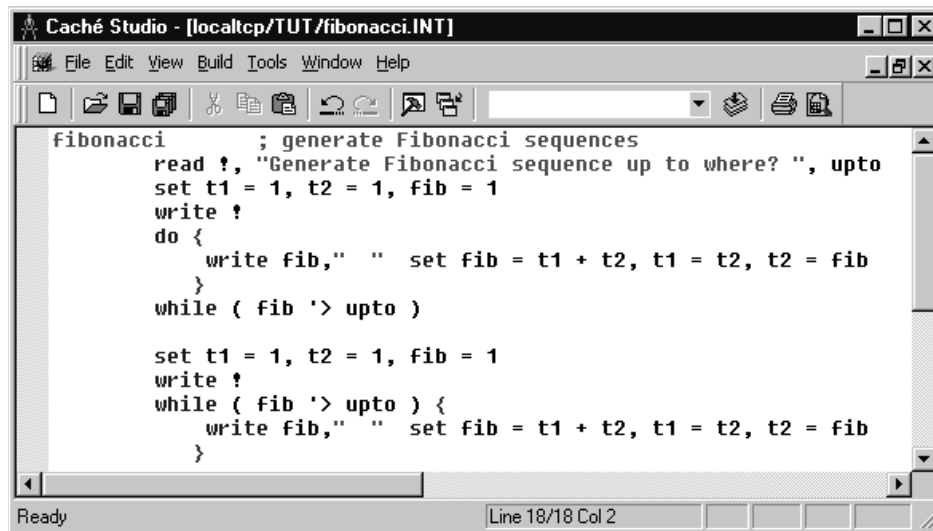 Caché Studio - [localtcp/TUT/fibonacci.INT]
File Edit View Build Tools Window Help
fibonacci ; generate Fibonacci sequences
read !, "Generate Fibonacci sequence up to where? ", upto
set t1 = 1, t2 = 1, fib = 1
write !
do {
write fib," " set fib = t1 + t2, t1 = t2, t2 = fib
}
while ( fib '> upto )
set t1 = 1, t2 = 1, fib = 1
write !
while ( fib '> upto ) {
write fib," " set fib = t1 + t2, t1 = t2, t2 = fib
}
Ready Line 18/18 Col 2